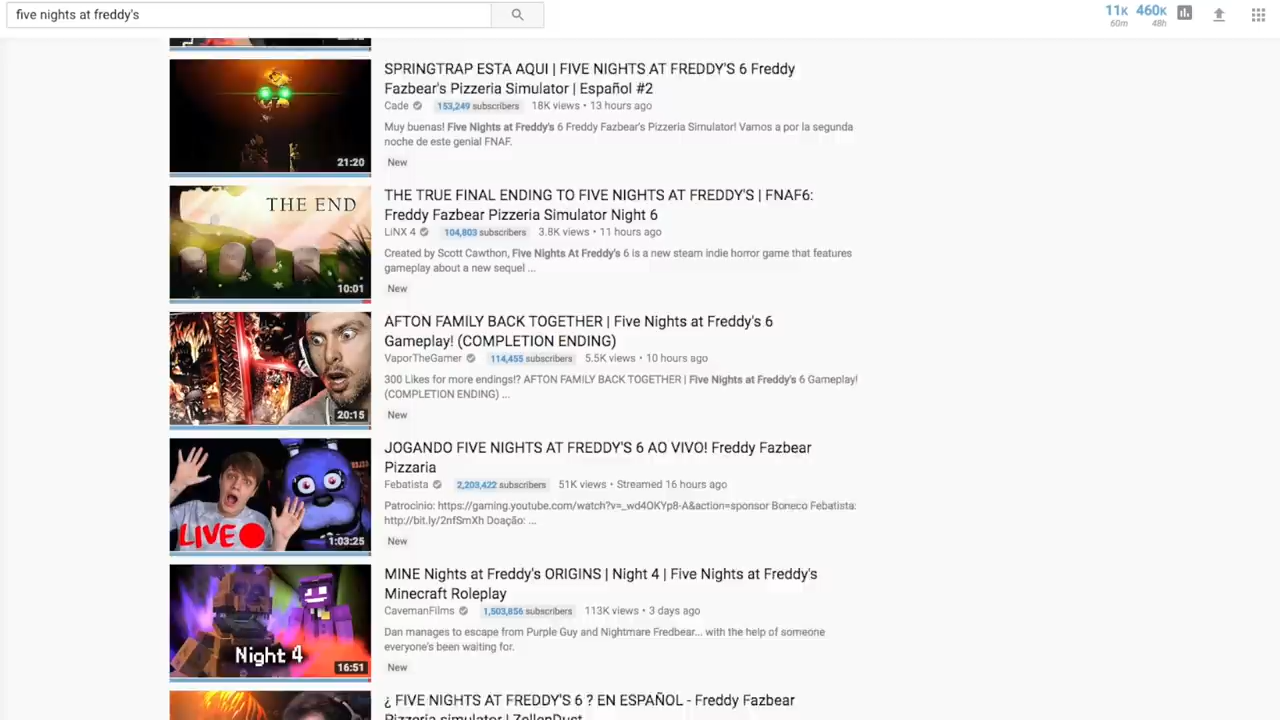 five nights at freddy's
11K 460K
60m 48h
SPRINGTRAP ESTA AQUI | FIVE NIGHTS AT FREDDY'S 6 Freddy
Fazbear's Pizzeria Simulator | Español #2
Cade 153,249 subscribers 18K views • 13 hours ago
Muy buenas! Five Nights at Freddy's 6 Freddy Fazbear's Pizzeria Simulator! Vamos a por la segunda
noche de este genial FNAF.
21:20
New
THE END
THE TRUE FINAL ENDING TO FIVE NIGHTS AT FREDDY'S | FNAF6:
Freddy Fazbear Pizzeria Simulator Night 6
LiNX 4 104,803 subscribers 3.8K views • 11 hours ago
Created by Scott Cawthon, Five Nights At Freddy's 6 is a new steam indie horror game that features
gameplay about a new sequel ...
10:01
New
AFTON FAMILY BACK TOGETHER | Five Nights at Freddy's 6
Gameplay! (COMPLETION ENDING)
VaporTheGamer 114,455 subscribers 5.5K views • 10 hours ago
300 Likes for more endings!? AFTON FAMILY BACK TOGETHER | Five Nights at Freddy's 6 Gameplay!
(COMPLETION ENDING) ...
20:15
New
JOGANDO FIVE NIGHTS AT FREDDY'S 6 AO VIVO! Freddy Fazbear
Pizzaria
Febatista 2,203,422 subscribers 51K views • Streamed 16 hours ago
Patrocinio: https://gaming.youtube.com/watch?v=_wd4OKYp8-A&action=sponsor Boneco Febatista:
http://bit.ly/2nfSmXh Doação: ...
LIVE
1:03:25
New
MINE Nights at Freddy's ORIGINS | Night 4 | Five Nights at Freddy's
Minecraft Roleplay
CavemanFilms 1,503,856 subscribers 113K views • 3 days ago
Dan manages to escape from Purple Guy and Nightmare Fredbear... with the help of someone
everyone's been waiting for.
Night 4
16:51
New
¿ FIVE NIGHTS AT FREDDY'S 6 ? EN ESPAÑOL - Freddy Fazbear
Pizzeria simulator | ZellenDust